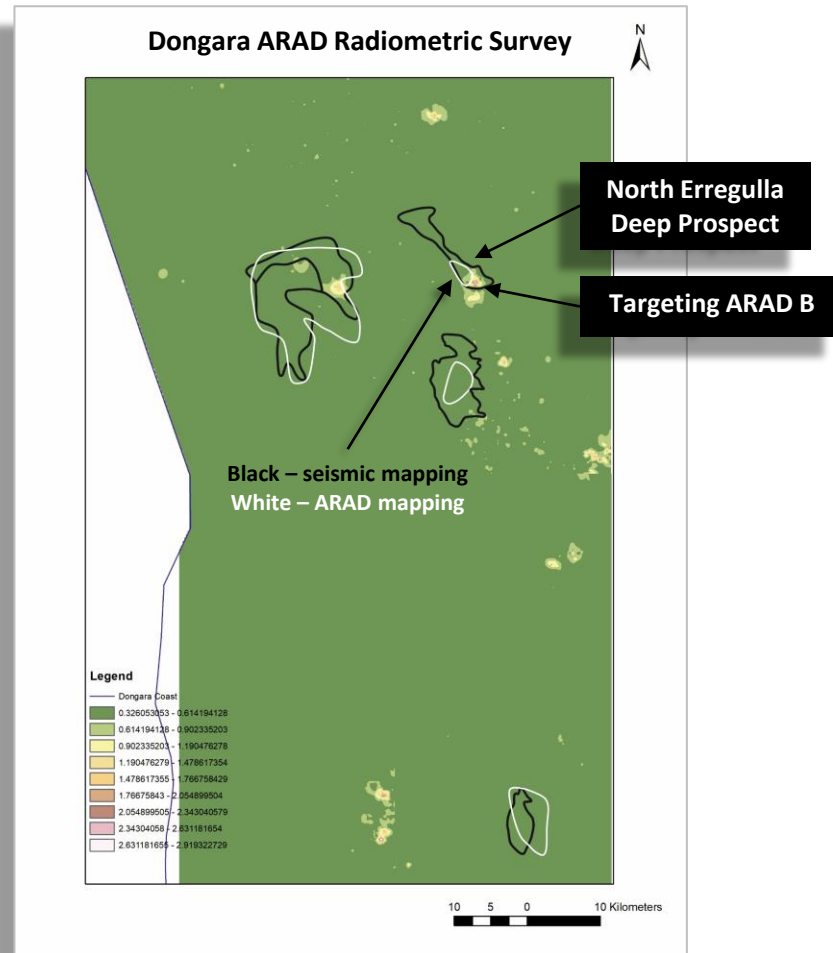 Dongara ARAD Radiometric Survey
N
North Erregulla
Deep Prospect
Targeting ARAD B
Black – seismic mapping
White – ARAD mapping
Legend
Dongara Coast
0.326053053 - 0.614194128
0.614194128 - 0.902335203
0.902335203 - 1.190476278
1.190476279 - 1.478617354
1.478617355 - 1.766758429
1.76675843 - 2.054899504
2.054899505 - 2.343040579
2.34304058 - 2.631181654
2.631181655 - 2.919322729
10 5 0 10 Kilometers